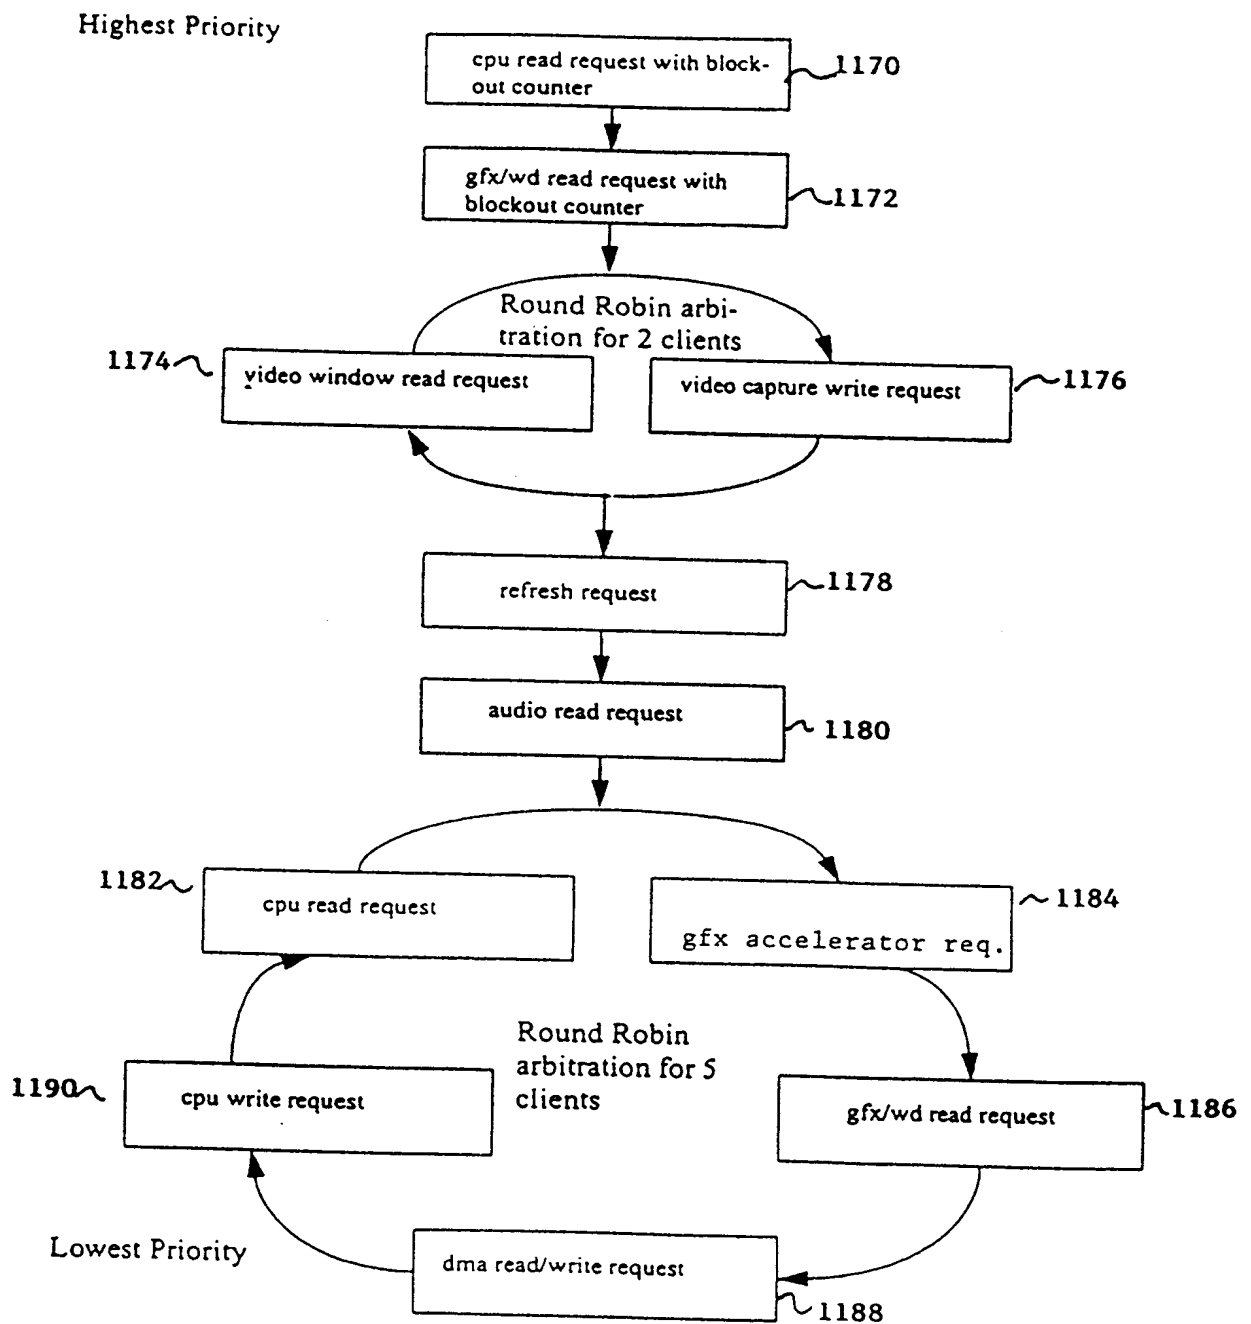 Highest Priority
cpu read request with block-
out counter
1170
gfx/wd read request with
blockout counter
1172
Round Robin arbi-
tration for 2 clients
1174
video window read request
video capture write request
1176
refresh request
1178
audio read request
1180
1182
cpu read request
gfx accelerator req.
1184
Round Robin
arbitration for 5
clients
1190
cpu write request
gfx/wd read request
1186
Lowest Priority
dma read/write request
1188